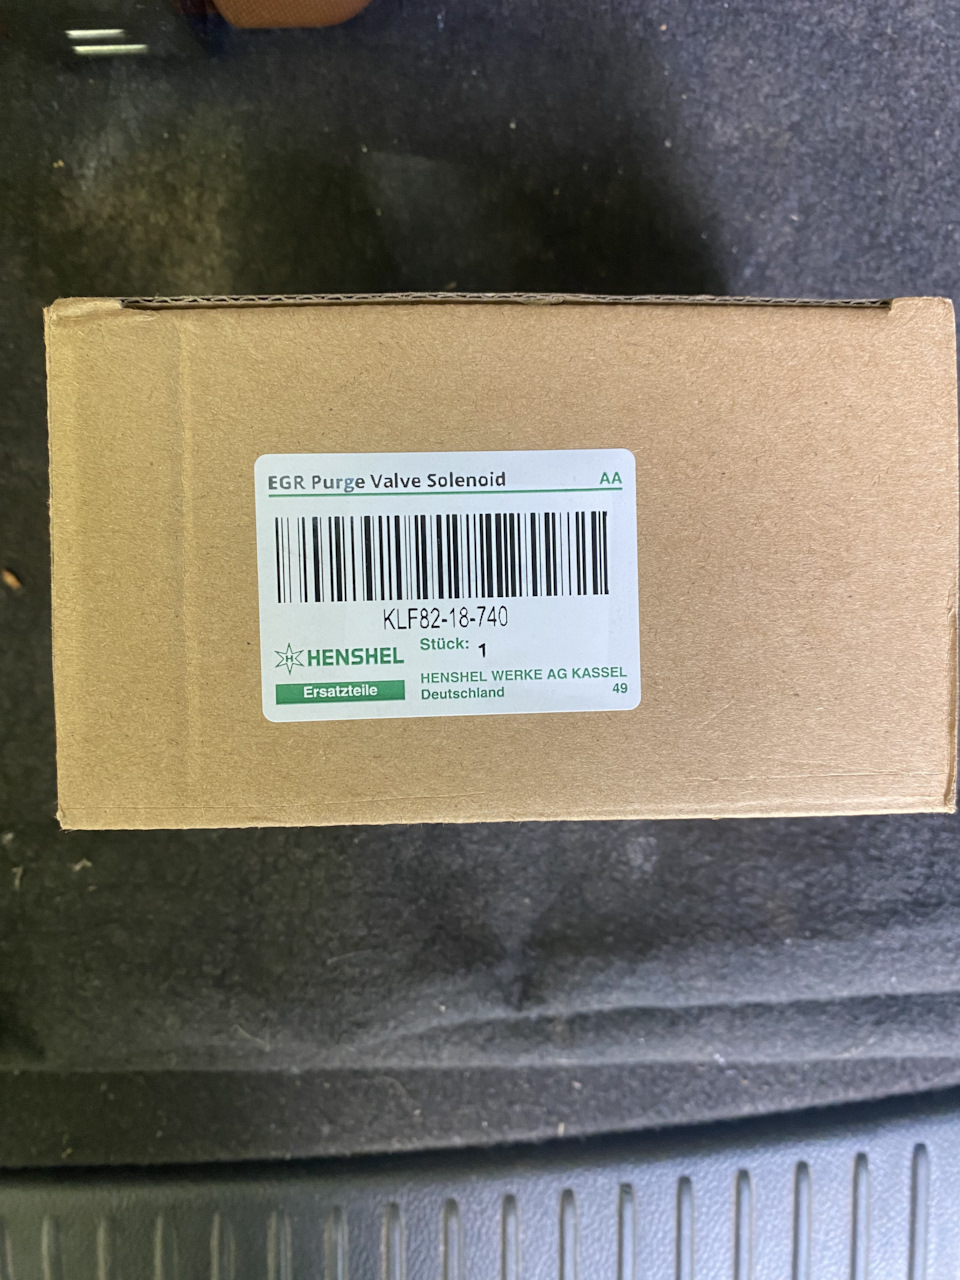 EGR Purge Valve Solenoid AA
KLF82-18-740
Stück: 1
H HENSHEL
Ersatzteile
HENSHEL WERKE AG KASSEL
Deutschland 49